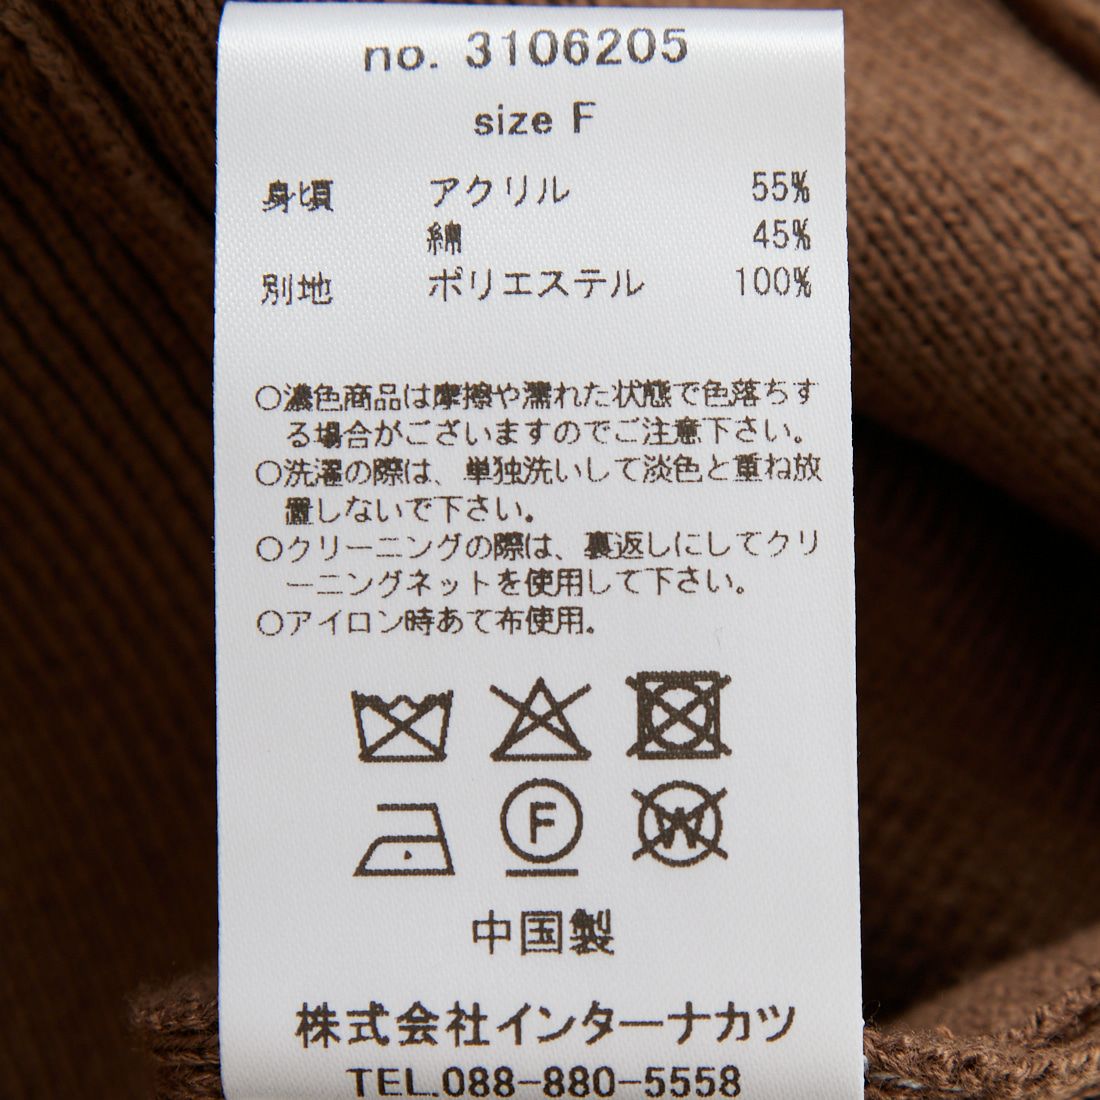 no. 3106205
size F
身頃 アクリル 55%
綿 45%
別地 ポリエステル 100%
○濃色商品は摩擦や濡れた状態で色落ちす
る場合がございますのでご注意下さい。
○洗濯の際は、単独洗いして淡色と重ね放
置しないで下さい。
○クリーニングの際は、裏返しにしてクリ
ーニングネットを使用して下さい。
○アイロン時あて布使用。
F
W
中国製
株式会社インターナカツ
TEL.088-880-5558